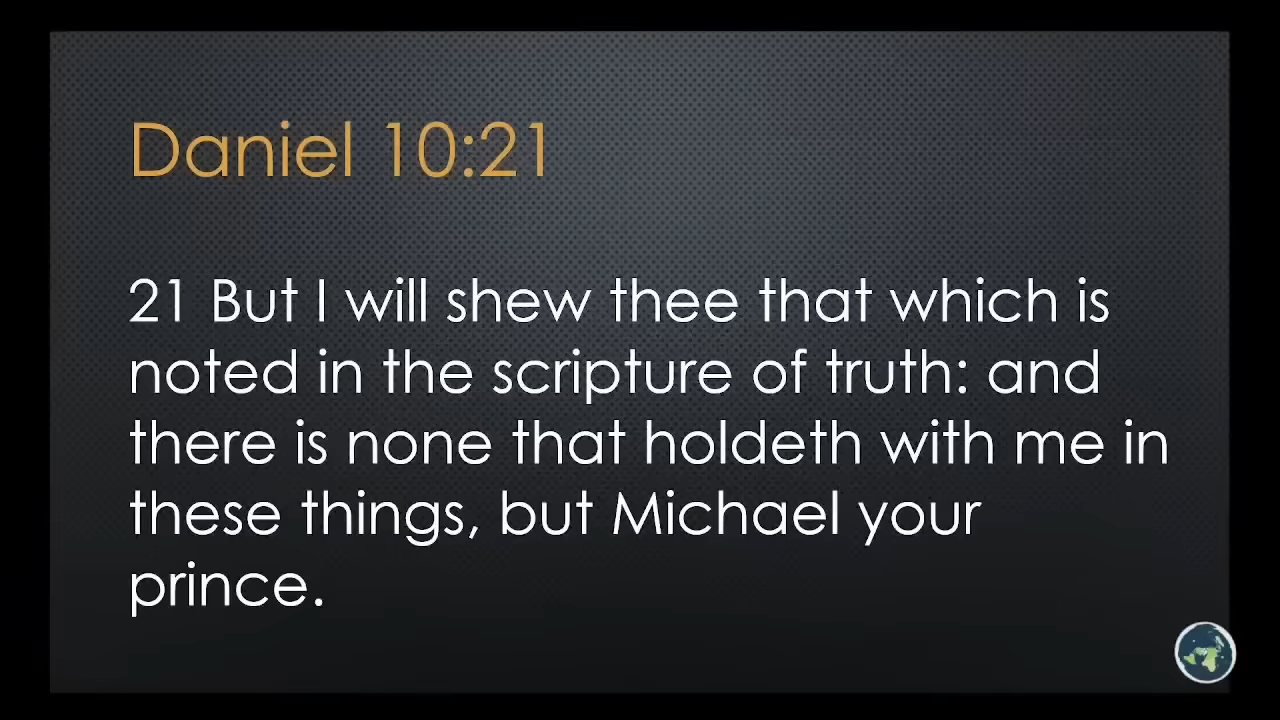 Daniel 10:21
21 But I will shew thee that which is
noted in the scripture of truth: and
there is none that holdeth with me in
these things, but Michael your
prince.